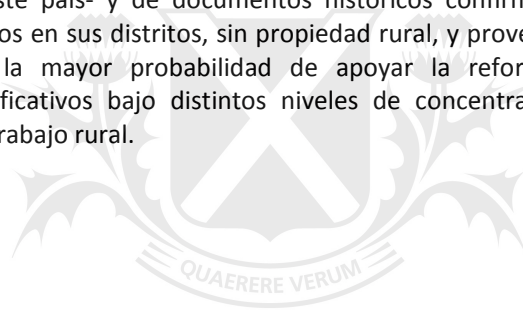 este país- y de documentos históricos confirm
os en sus distritos, sin propiedad rural, y prove
la mayor probabilidad de apoyar la refor
ficativos bajo distintos niveles de concentra
rabajo rural.
QUAERERE VERUM